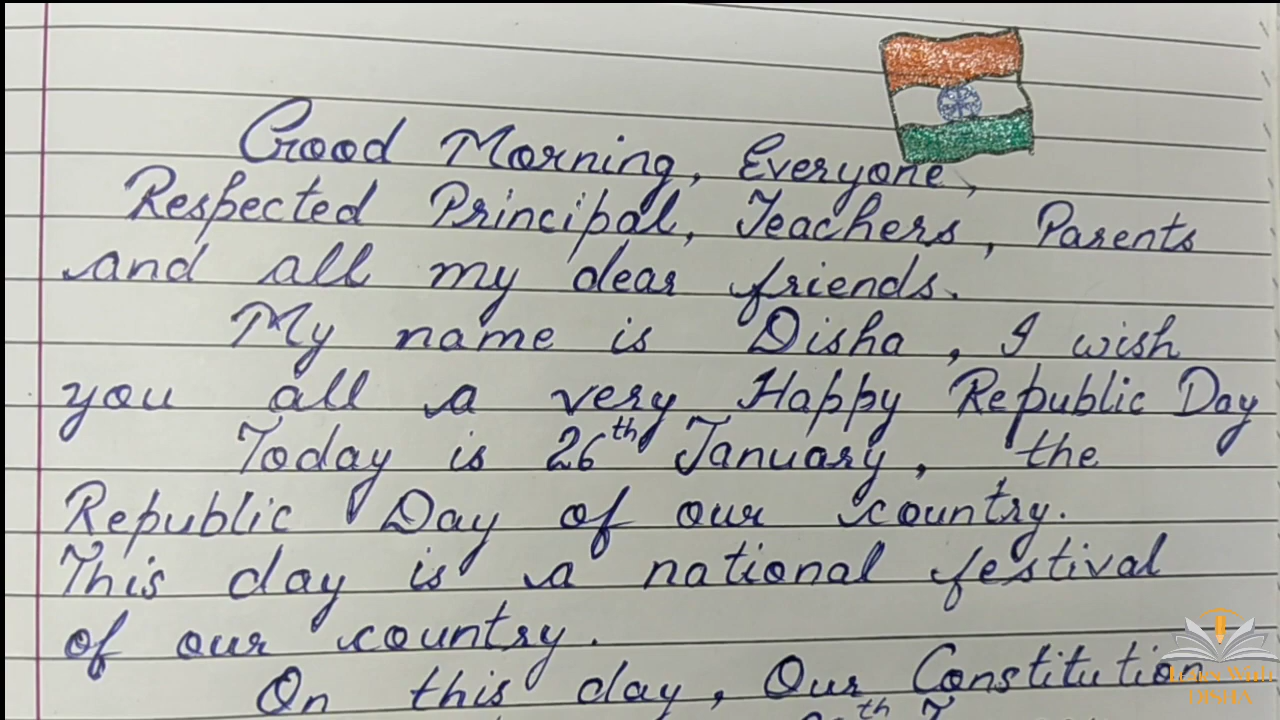 Good Morning, Everyone,
Respected Principal, Teachers, Parents
and all my dear friends.
My name is Disha, I wish
you all a very Happy Republic Day
Today is 26th January, the
Republic Day of our country.
This day is a national festival
of our country.
On this day, Our Constitution
With
DISHA